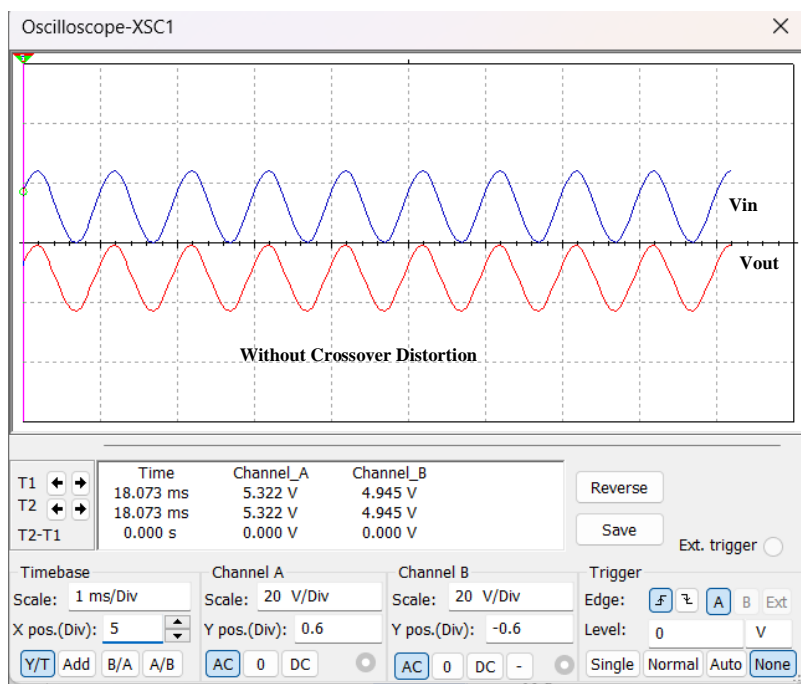 Oscilloscope-XSC1
Vin
Vout
Without Crossover Distortion
Time Channel_A Channel_B
T1 18.073 ms 5.322 V 4.945 V
T2 18.073 ms 5.322 V 4.945 V
T2-T1 0.000 s 0.000 V 0.000 V
Reverse
Save
Ext. trigger
Timebase Channel A Channel B Trigger
Scale: 1 ms/Div Scale: 20 V/Div Scale: 20 V/Div Edge: A B Ext
X pos.(Div): 5 Y pos.(Div): 0.6 Y pos.(Div): -0.6 Level: 0 V
Y/T Add B/A A/B AC 0 DC AC 0 DC - Single Normal Auto None